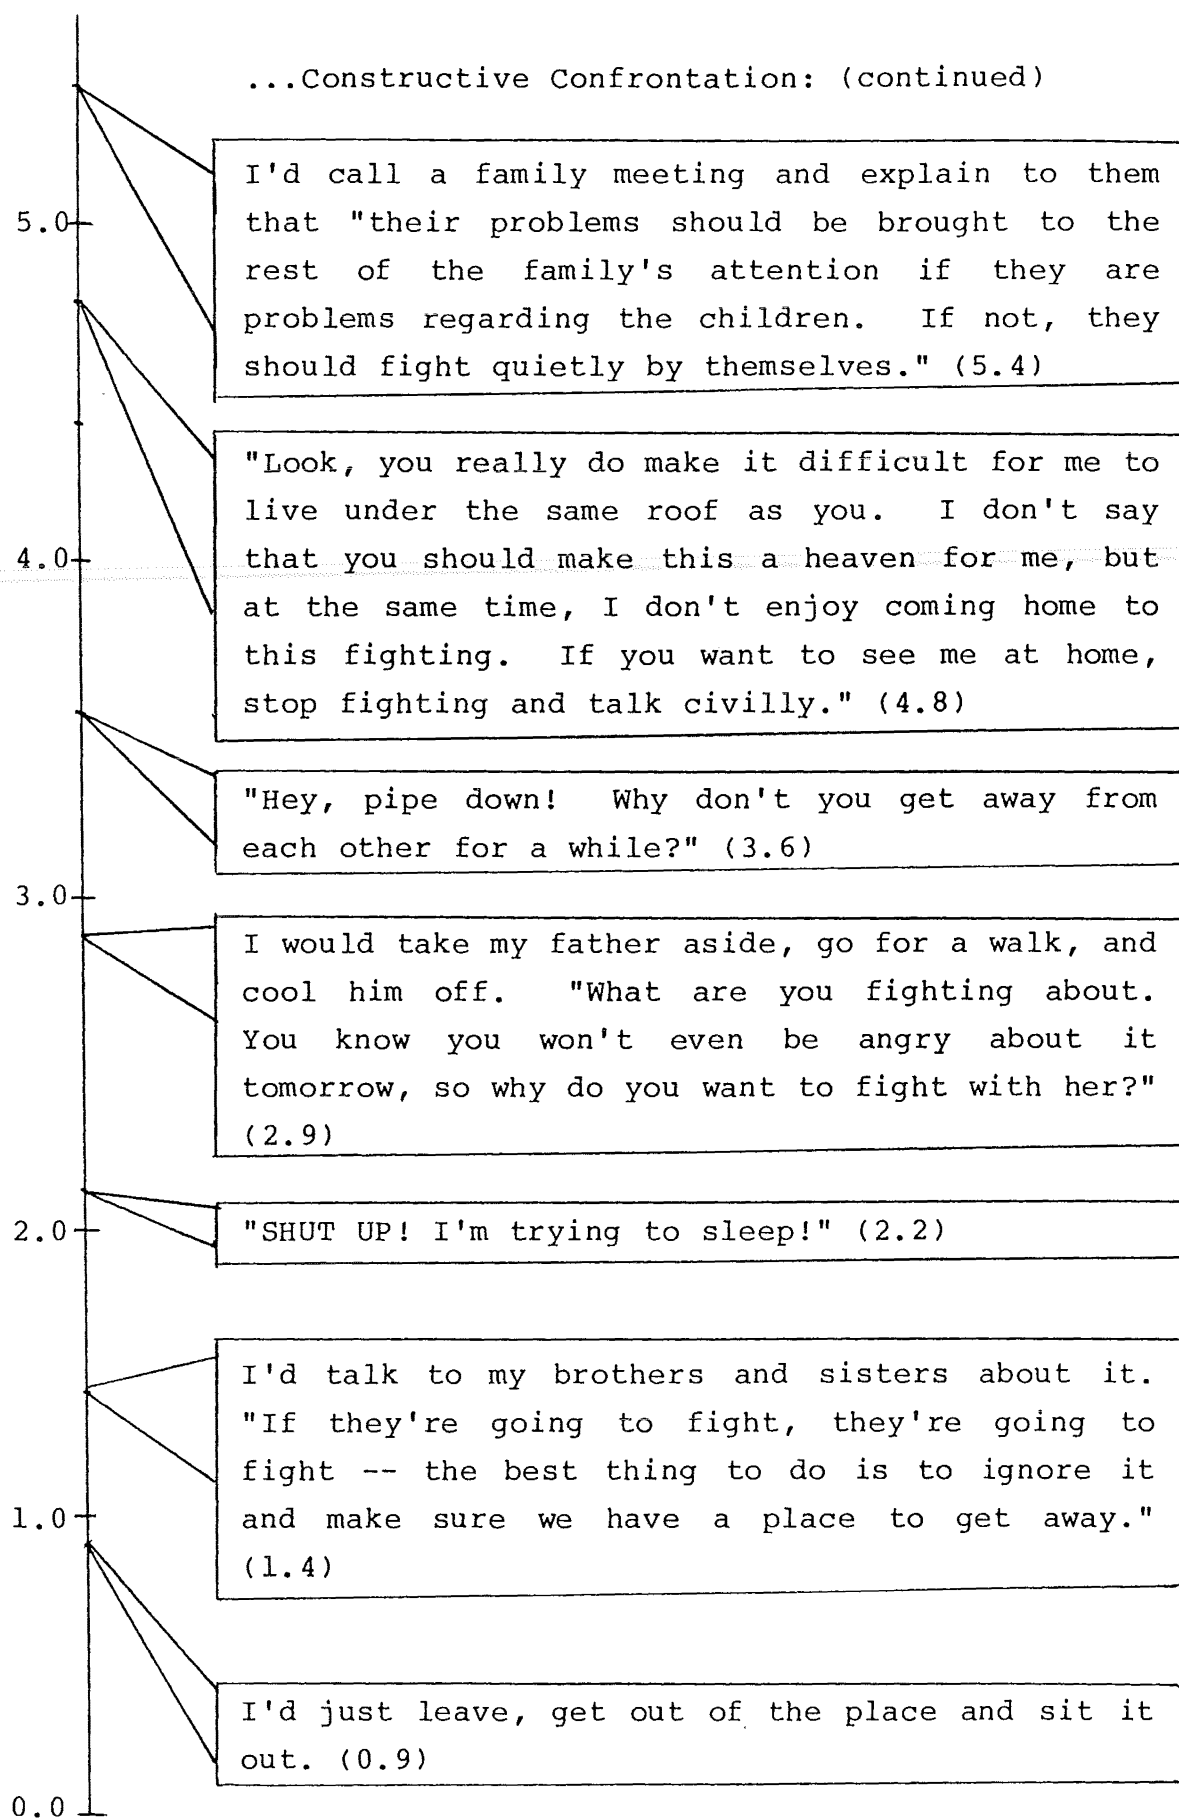 ...Constructive Confrontation: (continued)
I'd call a family meeting and explain to them
5.0
that "their problems should be brought to the
rest of the family's attention if they are
problems regarding the children. If not, they
should fight quietly by themselves." (5.4)
"Look, you really do make it difficult for me to
live under the same roof as you. I don't say
4.0
that you should make this a heaven for me, but
at the same time, I don't enjoy coming home to
this fighting. If you want to see me at home,
stop fighting and talk civilly." (4.8)
"Hey, pipe down! Why don't you get away from
each other for a while?" (3.6)
3.0
I would take my father aside, go for a walk, and
cool him off. "What are you fighting about.
You know you won't even be angry about it
tomorrow, so why do you want to fight with her?"
(2.9)
2.0
"SHUT UP! I'm trying to sleep!" (2.2)
I'd talk to my brothers and sisters about it.
"If they're going to fight, they're going to
fight -- the best thing to do is to ignore it
1.0
and make sure we have a place to get away."
(1.4)
I'd just leave, get out of the place and sit it
out. (0.9)
0.0